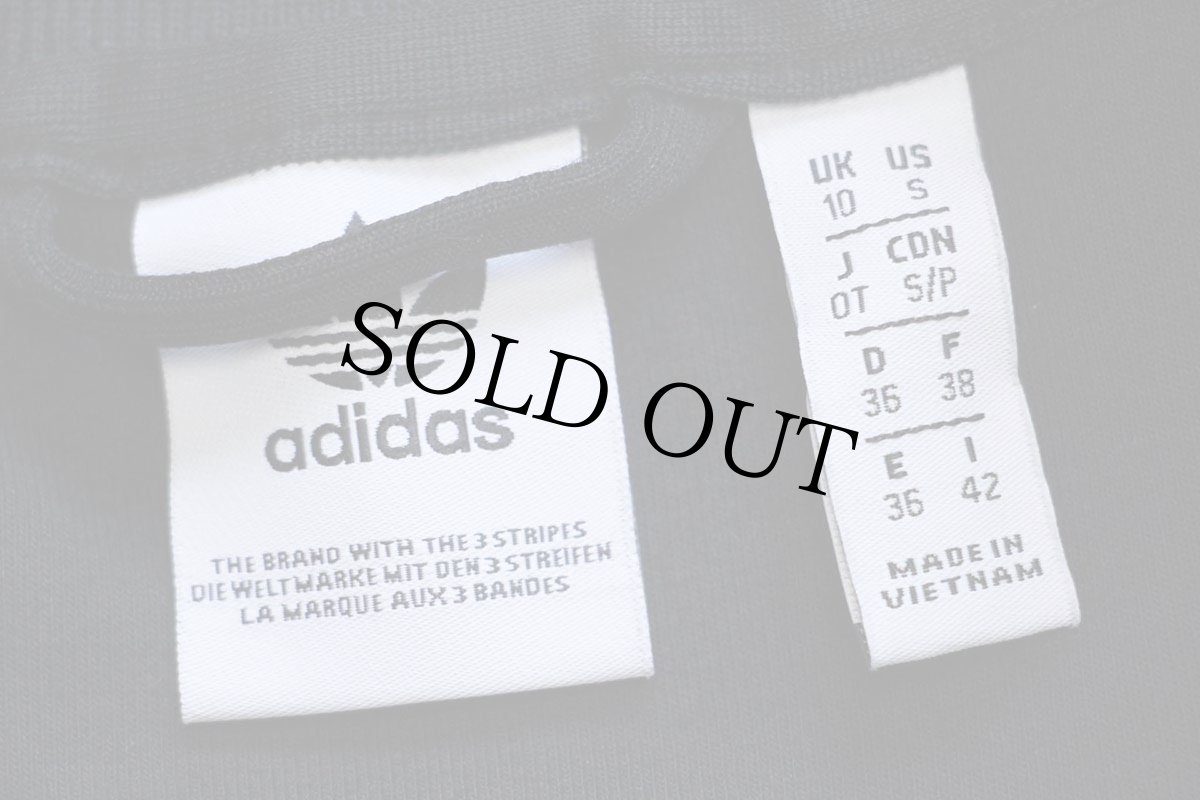 adidas
THE BRAND WITH THE 3 STRIPES
DIE WELTMARKE MIT DEN 3 STREIFEN
LA MARQUE AUX 3 BANDES
SOLD OUT
UK US
10 S
J CDN
OT S/P
D F
36 38
E I
36 42
MADE IN
VIETNAM